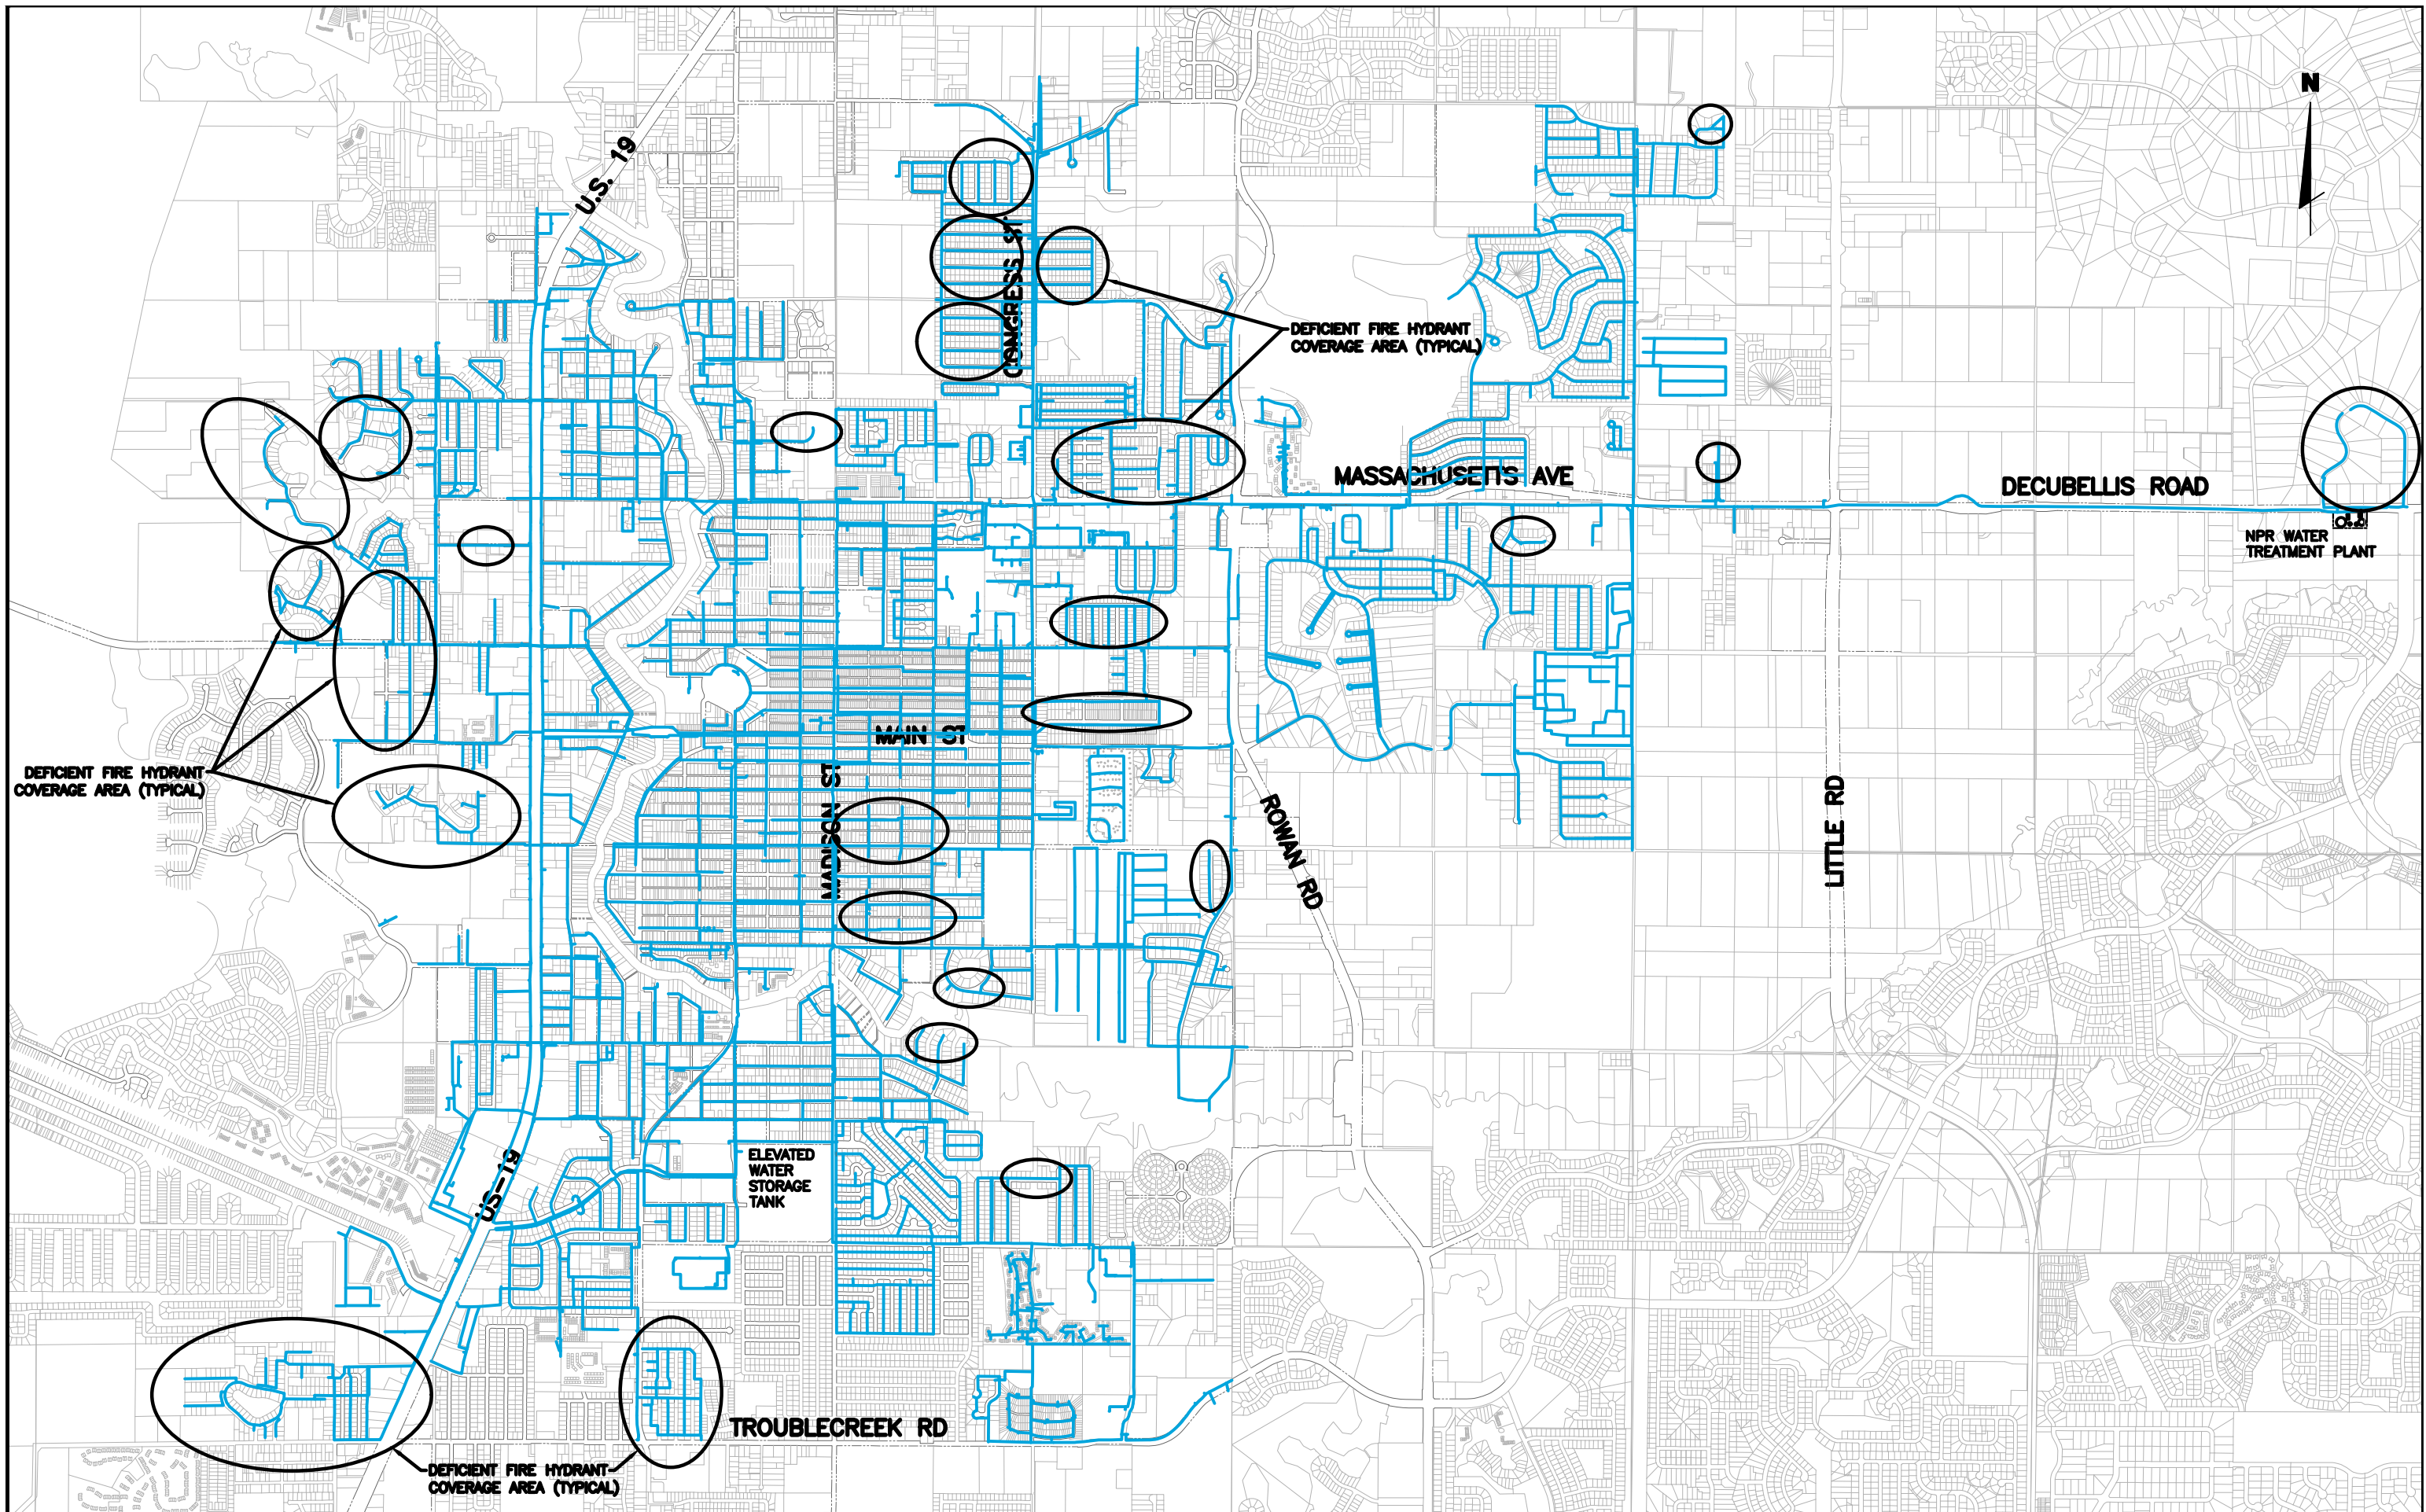 N
U.S. 19
CONGRESS ST
DEFICIENT FIRE HYDRANT
COVERAGE AREA (TYPICAL)
MASSACHUSETTS AVE
DECUBELLIS ROAD
NPR WATER
TREATMENT PLANT
MAIN ST
DEFICIENT FIRE HYDRANT
COVERAGE AREA (TYPICAL)
MADISON ST
ROWAN RD
LITTLE RD
ELEVATED
WATER
STORAGE
TANK
US-19
TROUBLECREEK RD
DEFICIENT FIRE HYDRANT
COVERAGE AREA (TYPICAL)